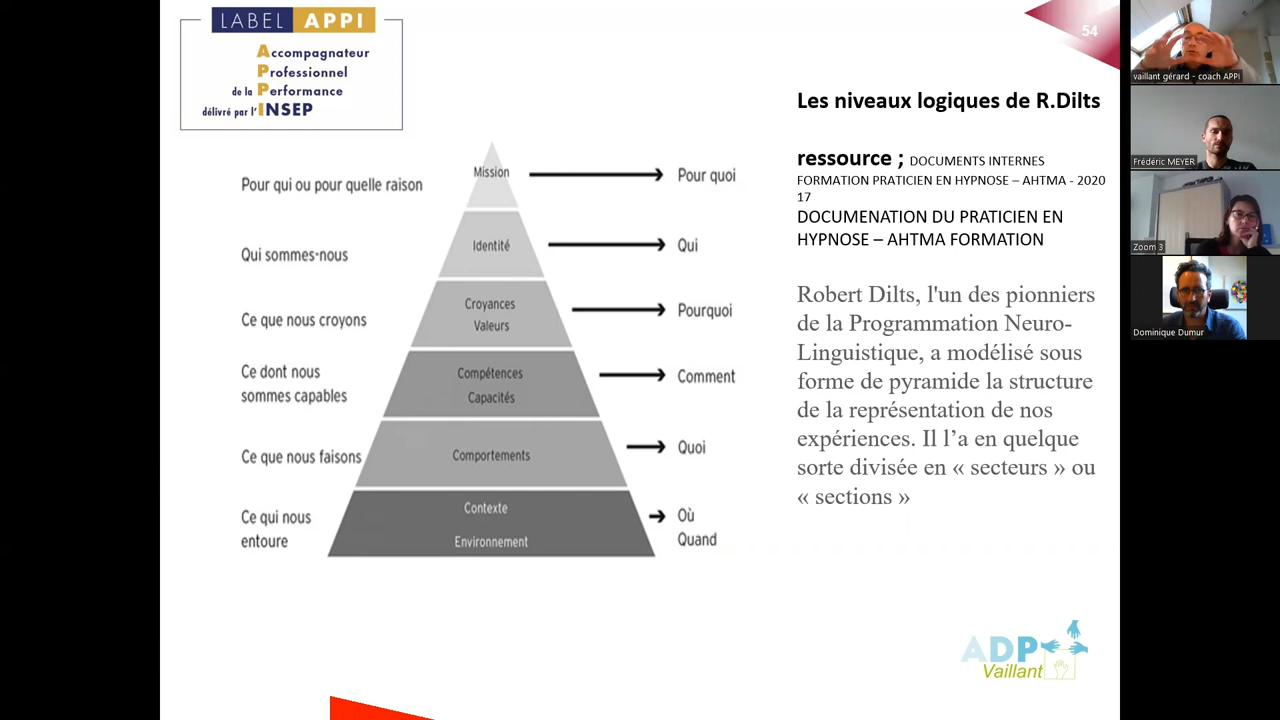 LABEL APPI
Accompagnateur
Professionnel
de la Performance
délivré par l'INSEP
54
Les niveaux logiques de R.Dilts
ressource ; DOCUMENTS INTERNES
FORMATION PRATICIEN EN HYPNOSE – AHTMA - 2020
17
DOCUMENATION DU PRATICIEN EN
HYPNOSE – AHTMA FORMATION
Robert Dilts, l'un des pionniers
de la Programmation Neuro-
Linguistique, a modélisé sous
forme de pyramide la structure
de la représentation de nos
expériences. Il l’a en quelque
sorte divisée en « secteurs » ou
« sections »
Pour qui ou pour quelle raison
Mission
Pour quoi
Qui sommes-nous
Identité
Qui
Ce que nous croyons
Croyances
Valeurs
Pourquoi
Ce dont nous
sommes capables
Compétences
Capacités
Comment
Ce que nous faisons
Comportements
Quoi
Ce qui nous
entoure
Contexte
Environnement
Où
Quand
ADP
Vaillant
vaillant gérard - coach APPI
Frédéric MEYER
Zoom 3
Dominique Dumur